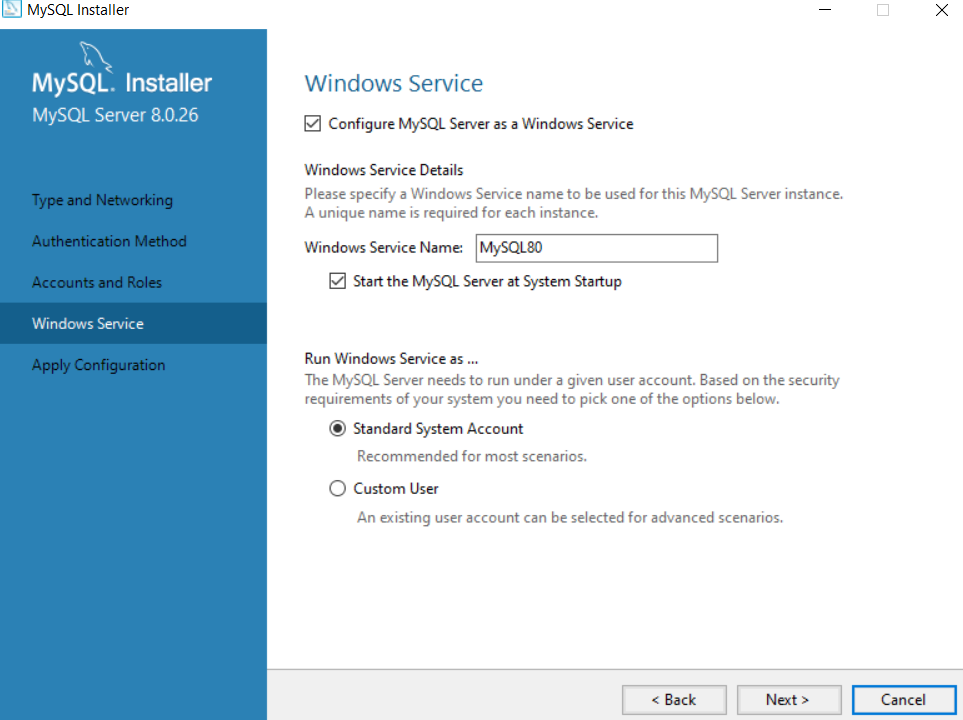 MySQL Installer
MySQL. Installer
MySQL Server 8.0.26
Type and Networking
Authentication Method
Accounts and Roles
Windows Service
Apply Configuration
Windows Service
Configure MySQL Server as a Windows Service
Windows Service Details
Please specify a Windows Service name to be used for this MySQL Server instance.
A unique name is required for each instance.
Windows Service Name: MySQL80
Start the MySQL Server at System Startup
Run Windows Service as ...
The MySQL Server needs to run under a given user account. Based on the security
requirements of your system you need to pick one of the options below.
Standard System Account
Recommended for most scenarios.
Custom User
An existing user account can be selected for advanced scenarios.
< Back Next > Cancel